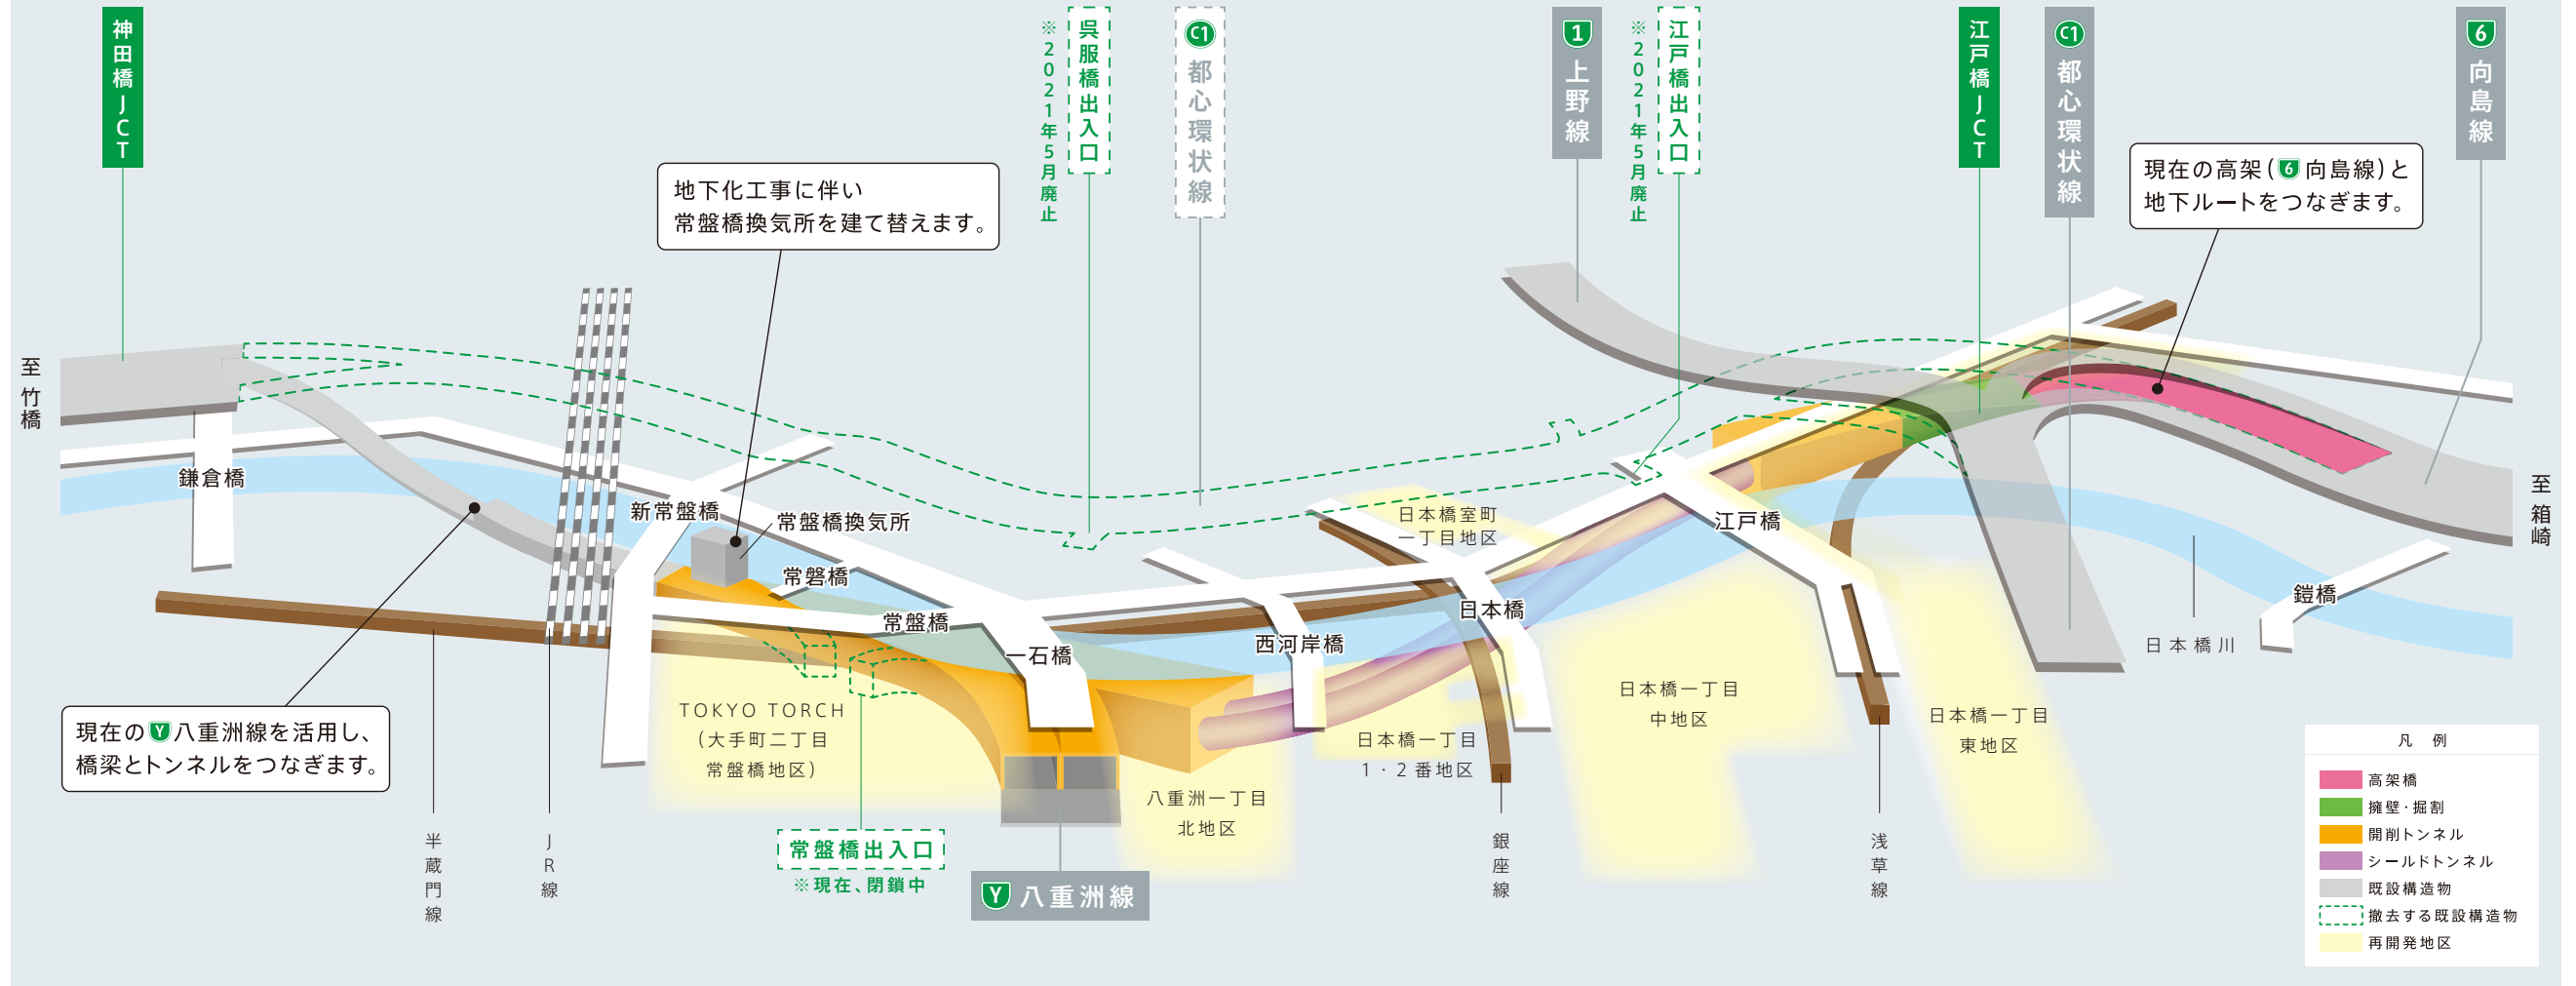 神田橋JCT
※2021年5月廃止
呉服橋出入口
C1 都心環状線
1 上野線
※2021年5月廃止
江戸橋出入口
江戸橋JCT
C1 都心環状線
6 向島線
地下化工事に伴い
常盤橋換気所を建て替えます。
現在の高架(6向島線)と
地下ルートをつなぎます。
至 竹橋
至 箱崎
鎌倉橋
新常盤橋
常盤橋換気所
常磐橋
常盤橋
一石橋
西河岸橋
日本橋
江戸橋
鎧橋
日本橋川
日本橋室町
一丁目地区
TOKYO TORCH
(大手町二丁目
常盤橋地区)
八重洲一丁目
北地区
日本橋一丁目
1・2番地区
日本橋一丁目
中地区
日本橋一丁目
東地区
現在のY八重洲線を活用し、
橋梁とトンネルをつなぎます。
半蔵門線
JR線
常盤橋出入口
※現在、閉鎖中
Y 八重洲線
銀座線
浅草線
凡例
高架橋
擁壁・掘割
開削トンネル
シールドトンネル
既設構造物
撤去する既設構造物
再開発地区